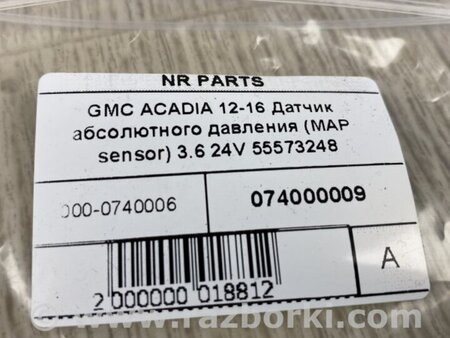 NR PARTS
GMC ACADIA 12-16 Датчик
абсолютного давления (MAP
sensor) 3.6 24V 55573248
000-0740006
074000009
A
2 000000 018812
www.razborki.com